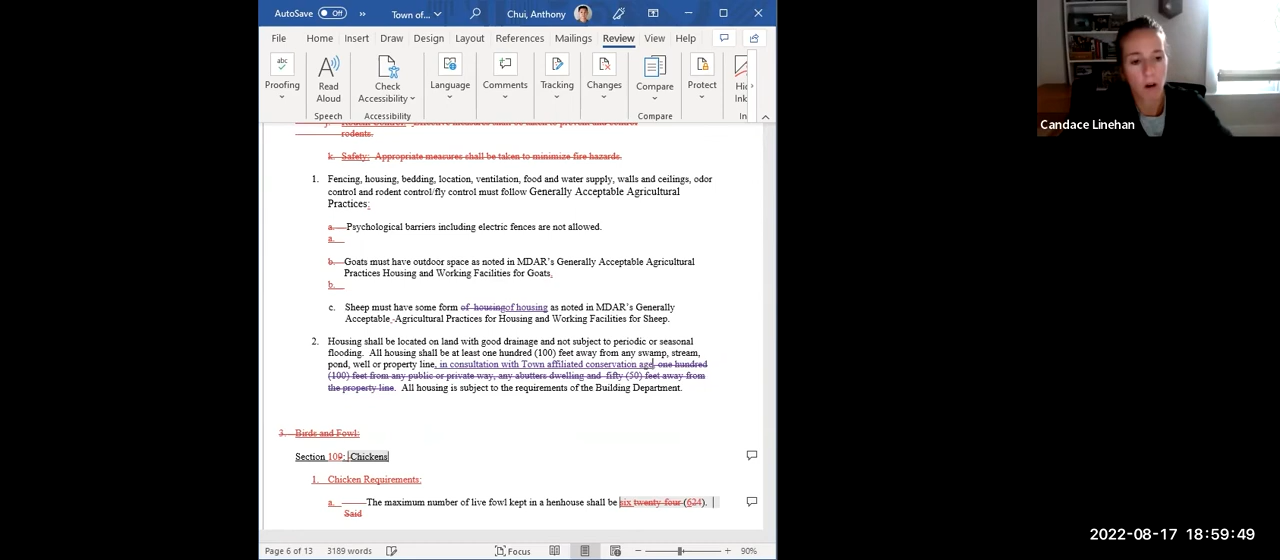 AutoSave Off Town of... Chui, Anthony
File Home Insert Draw Design Layout References Mailings Review View Help
Proofing Read Aloud Check Accessibility Language Comments Tracking Changes Compare Protect Hide Ink
Speech Accessibility Compare In
rodents.
k. Safety: Appropriate measures shall be taken to minimize fire hazards.
1. Fencing, housing, bedding, location, ventilation, food and water supply, walls and ceilings, odor
control and rodent control/fly control must follow Generally Acceptable Agricultural
Practices:
a. Psychological barriers including electric fences are not allowed.
a.
b. Goats must have outdoor space as noted in MDAR's Generally Acceptable Agricultural
Practices Housing and Working Facilities for Goats.
b.
c. Sheep must have some form of housingof housing as noted in MDAR's Generally
Acceptable Agricultural Practices for Housing and Working Facilities for Sheep.
2. Housing shall be located on land with good drainage and not subject to periodic or seasonal
flooding. All housing shall be at least one hundred (100) feet away from any swamp, stream,
pond, well or property line, in consultation with Town affiliated conservation age, one hundred
(100) feet from any public or private way, any abutters dwelling and fifty (50) feet away from
the property line. All housing is subject to the requirements of the Building Department.
3. Birds and Fowl:
Section 109: Chickens
1. Chicken Requirements:
a. The maximum number of live fowl kept in a henhouse shall be six twenty-four (624).
Said
Page 6 of 13 3189 words Focus 90%
Candace Linehan
2022-08-17 18:59:49